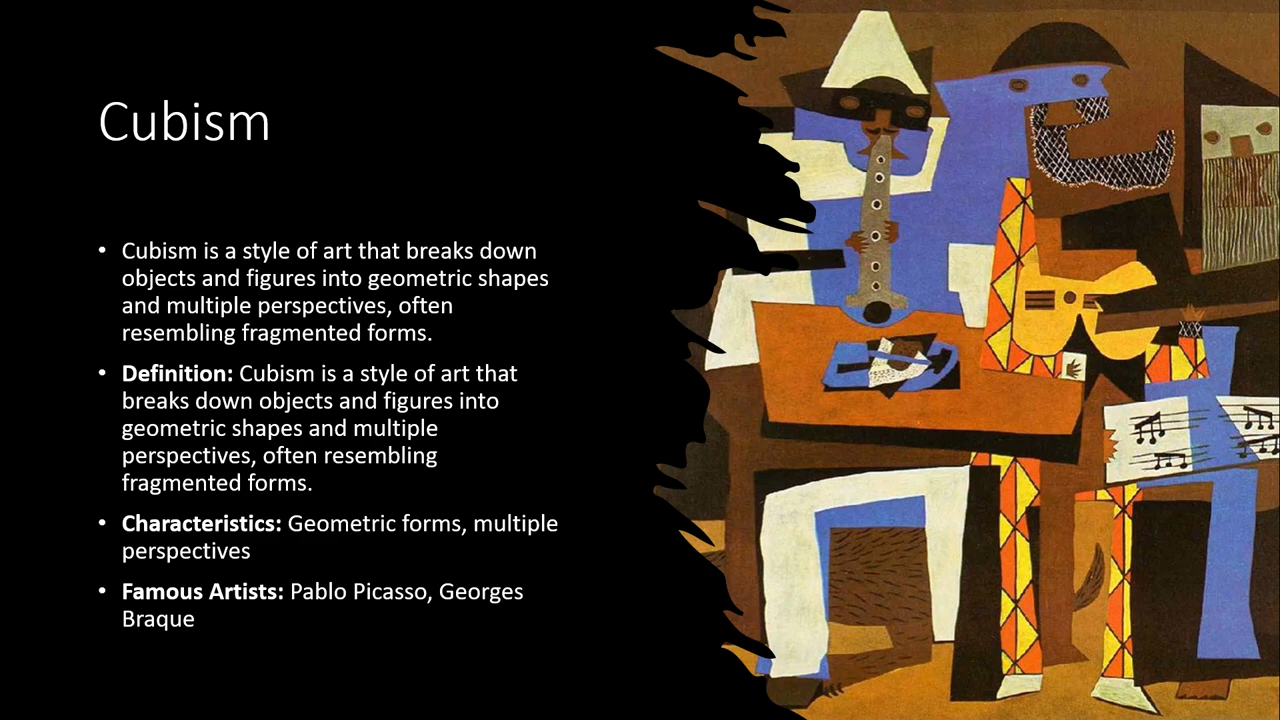 Cubism
• Cubism is a style of art that breaks down
objects and figures into geometric shapes
and multiple perspectives, often
resembling fragmented forms.
• Definition: Cubism is a style of art that
breaks down objects and figures into
geometric shapes and multiple
perspectives, often resembling
fragmented forms.
• Characteristics: Geometric forms, multiple
perspectives
• Famous Artists: Pablo Picasso, Georges
Braque